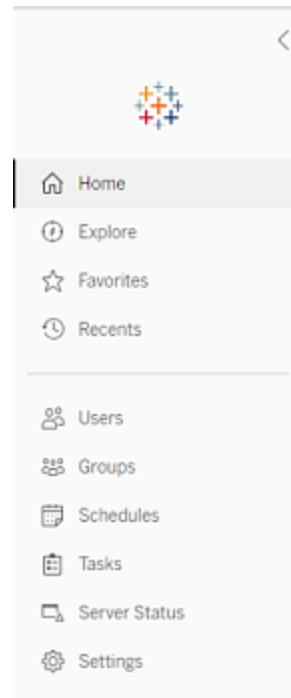 Home
Explore
Favorites
Recents
Users
Groups
Schedules
Tasks
Server Status
Settings